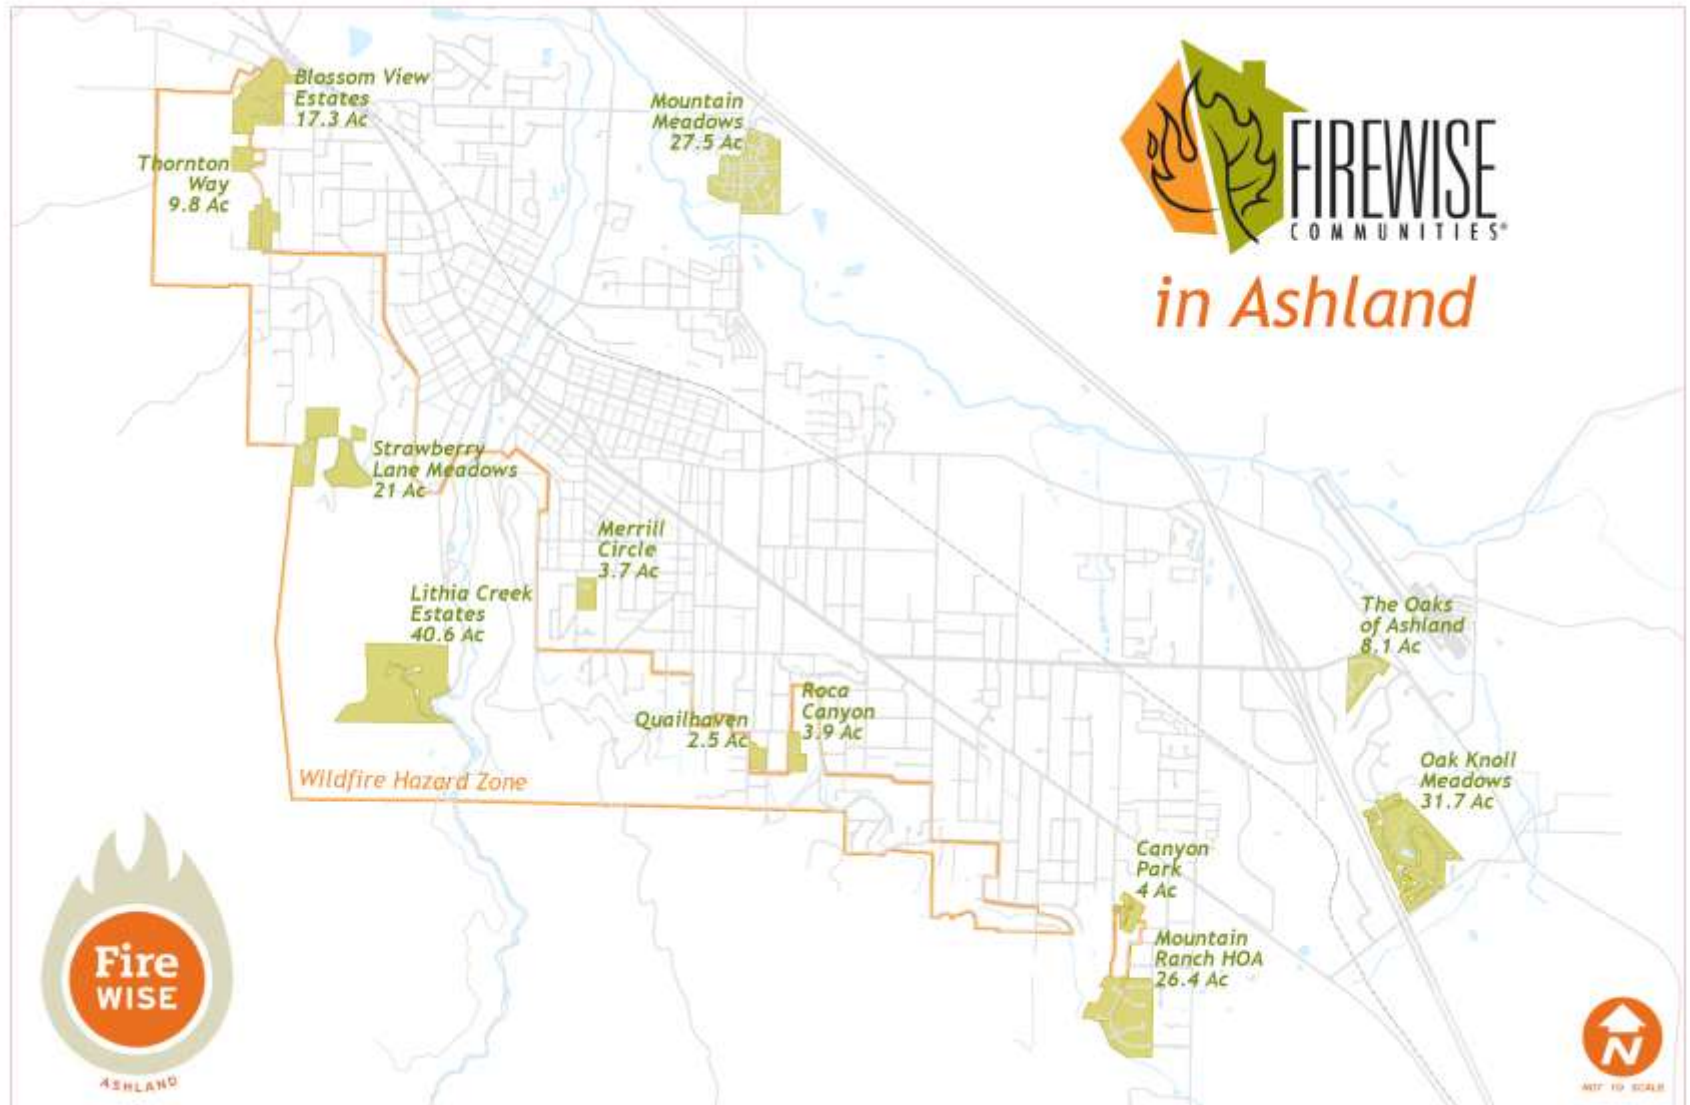 Blossom View
Estates
17.3 Ac
Thornton
Way
9.8 Ac
Mountain
Meadows
27.5 Ac
FIREWISE
COMMUNITIES®
in Ashland
Strawberry
Lane Meadows
21 Ac
Merrill
Circle
3.7 Ac
Lithia Creek
Estates
40.6 Ac
The Oaks
of Ashland
8.1 Ac
Roca
Canyon
3.9 Ac
Quailhaven
2.5 Ac
Wildfire Hazard Zone
Oak Knoll
Meadows
31.7 Ac
Canyon
Park
4 Ac
Mountain
Ranch HOA
26.4 Ac
Fire
WISE
ASHLAND
N
NOT TO SCALE